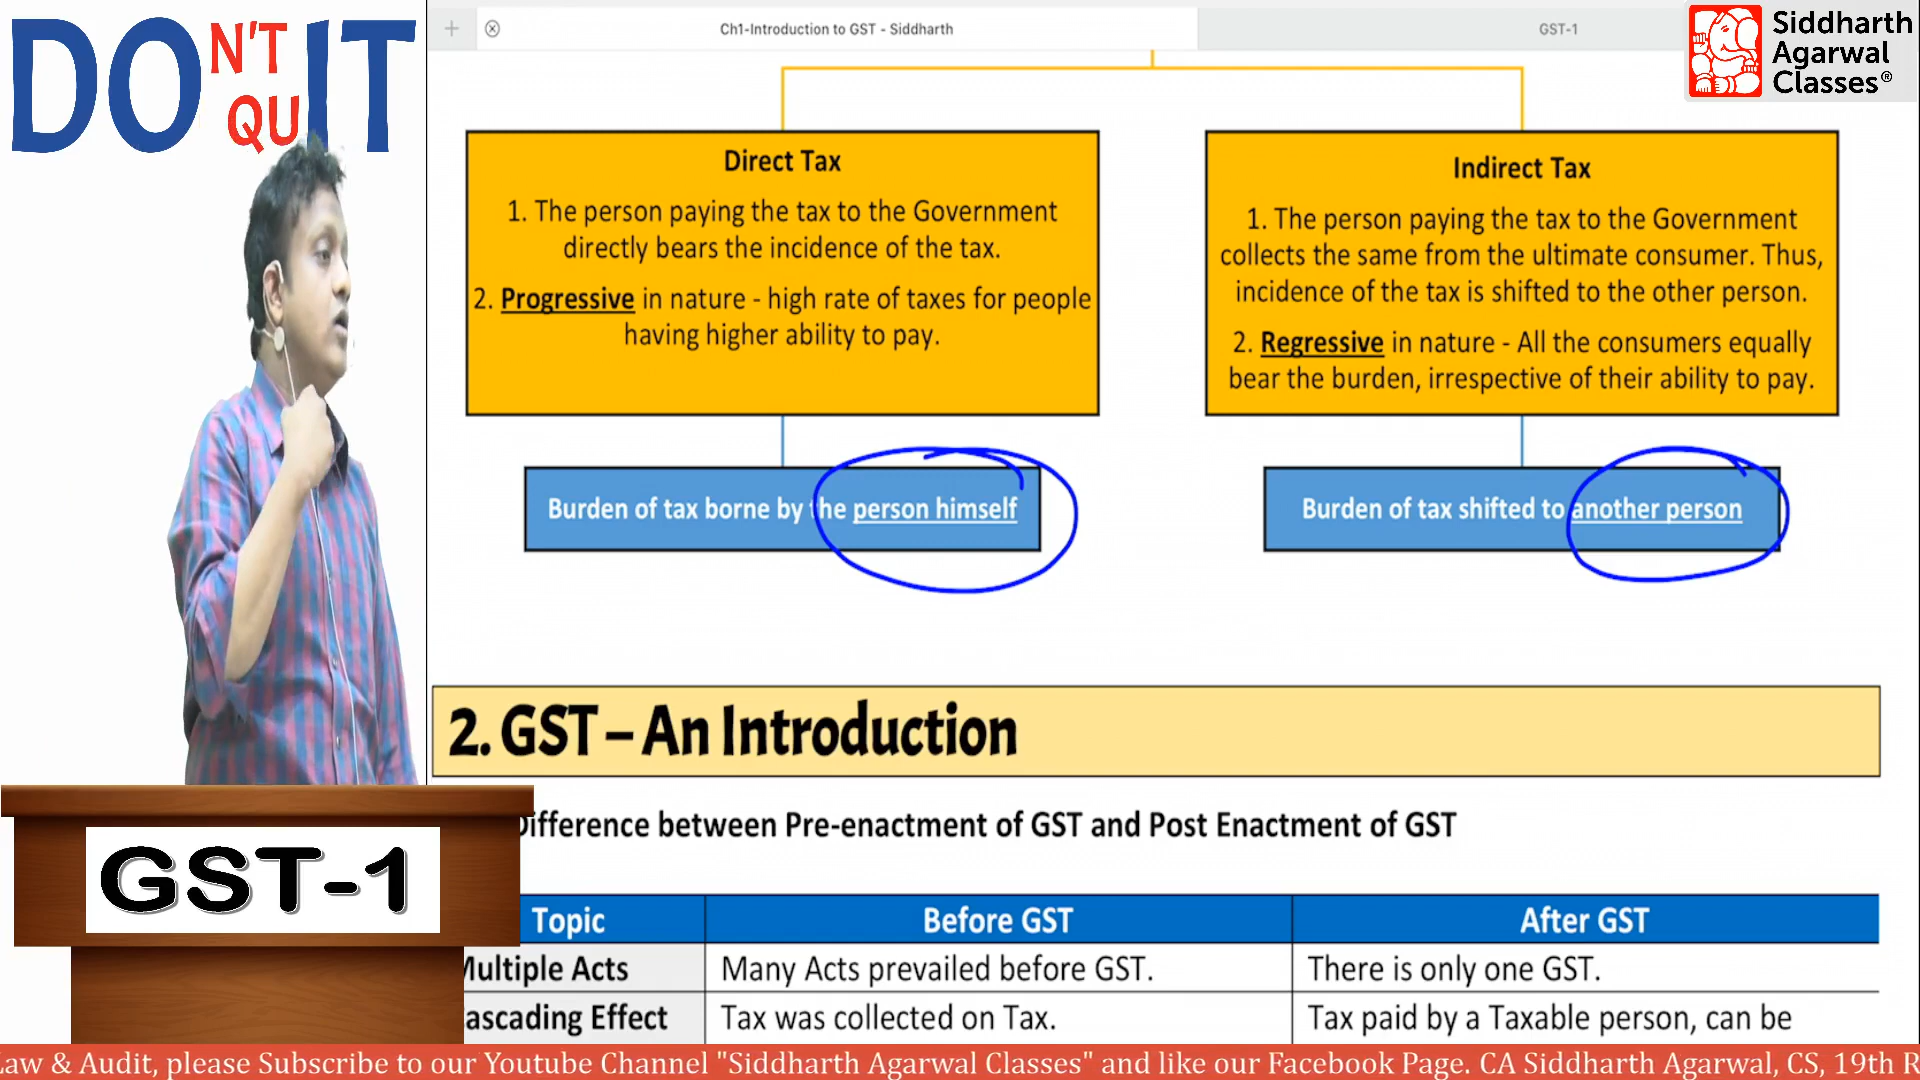 DON'T QUIT
Ch1-Introduction to GST - Siddharth
GST-1
Siddharth
Agarwal
Classes®
Direct Tax
1. The person paying the tax to the Government
directly bears the incidence of the tax.
2. Progressive in nature - high rate of taxes for people
having higher ability to pay.
Burden of tax borne by the person himself
Indirect Tax
1. The person paying the tax to the Government
collects the same from the ultimate consumer. Thus,
incidence of the tax is shifted to the other person.
2. Regressive in nature - All the consumers equally
bear the burden, irrespective of their ability to pay.
Burden of tax shifted to another person
2. GST – An Introduction
Difference between Pre-enactment of GST and Post Enactment of GST
GST-1
Topic Before GST After GST
Multiple Acts Many Acts prevailed before GST. There is only one GST.
ascading Effect Tax was collected on Tax. Tax paid by a Taxable person, can be
Law & Audit, please Subscribe to our Youtube Channel "Siddharth Agarwal Classes" and like our Facebook Page. CA Siddharth Agarwal, CS, 19th R